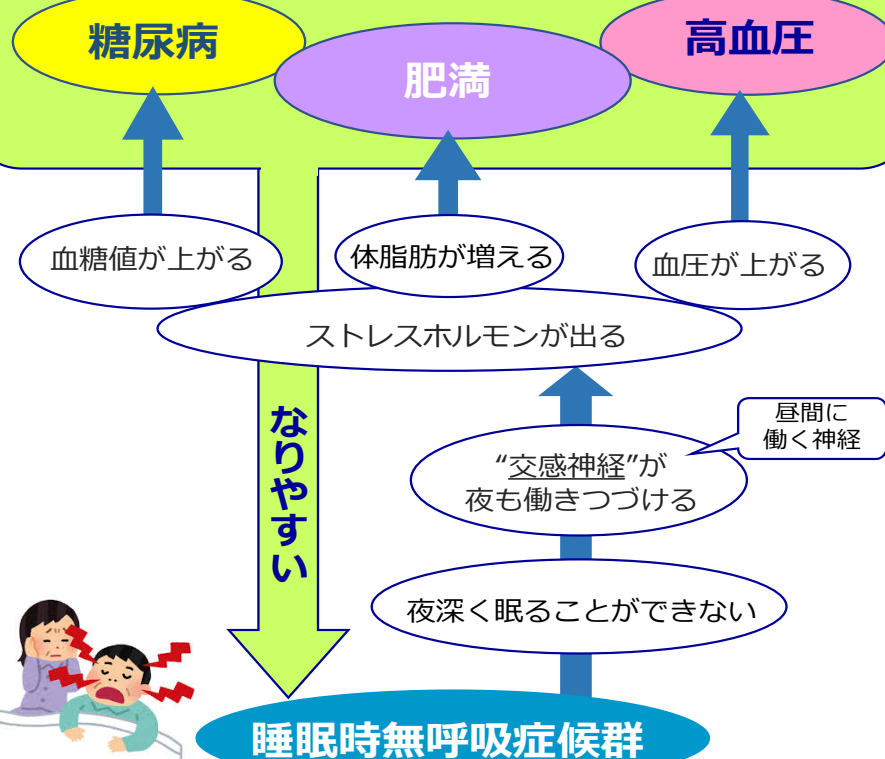 糖尿病
肥満
高血圧
血糖値が上がる
体脂肪が増える
血圧が上がる
ストレスホルモンが出る
なりやすい
昼間に
働く神経
“交感神経”が
夜も働きつづける
夜深く眠ることができない
睡眠時無呼吸症候群